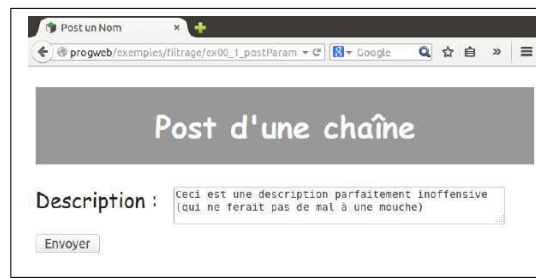 Post un Nom
progweb/exemples/filtrage/ex00_1_postParam
Google
Post d'une chaîne
Description :
Ceci est une description parfaitement inoffensive
(qui ne ferait pas de mal à une mouche)
Envoyer